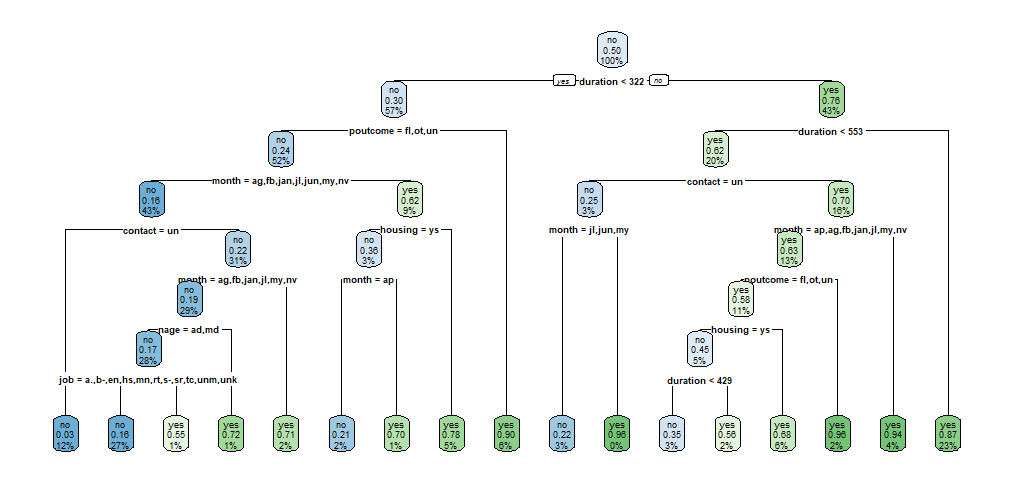 no
0.50
100%
yes duration < 322 no
no
0.30
57%
yes
0.76
43%
poutcome = fl,ot,un
duration < 553
no
0.24
52%
yes
0.62
20%
month = ag,fb,jan,jl,jun,my,nv
contact = un
no
0.16
43%
yes
0.62
9%
no
0.25
3%
yes
0.70
16%
contact = un
housing = ys
month = jl,jun,my
month = ap,ag,fb,jan,jl,my,nv
no
0.22
31%
no
0.36
3%
yes
0.63
13%
month = ag,fb,jan,jl,my,nv
month = ap
poutcome = fl,ot,un
no
0.19
29%
yes
0.58
11%
nage = ad,md
housing = ys
no
0.17
28%
no
0.45
5%
job = a.,b-,en,hs,mn,rt,s-,sr,tc,unm,unk
duration < 429
no
0.03
12%
no
0.16
27%
yes
0.55
1%
yes
0.72
1%
yes
0.71
2%
no
0.21
2%
yes
0.70
1%
yes
0.78
5%
yes
0.90
6%
no
0.22
3%
yes
0.96
0%
no
0.35
3%
yes
0.56
2%
yes
0.68
6%
yes
0.96
2%
yes
0.94
4%
yes
0.87
23%